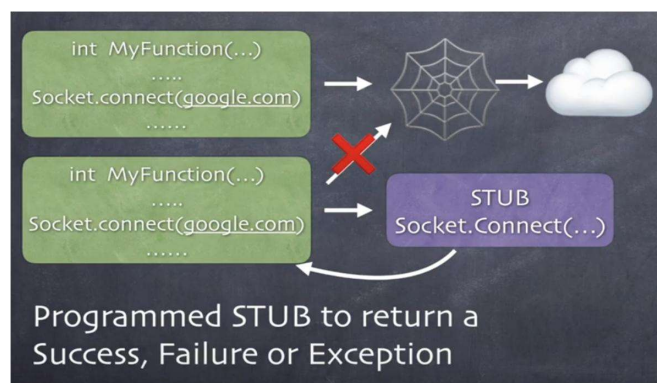 int MyFunction(...)
.....
Socket.connect(google.com)
......
int MyFunction(...)
.....
Socket.connect(google.com)
......
STUB
Socket.Connect(...)
Programmed STUB to return a
Success, Failure or Exception